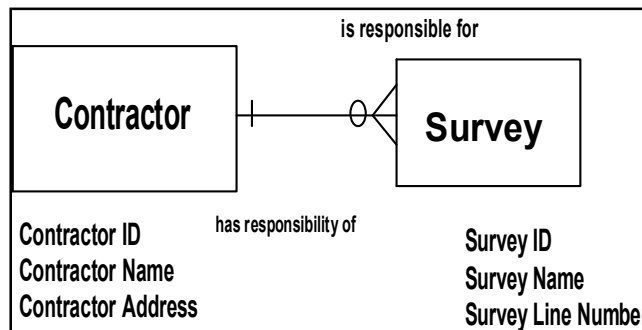 is responsible for
Contractor
Survey
has responsibility of
Contractor ID
Contractor Name
Contractor Address
Survey ID
Survey Name
Survey Line Numbe